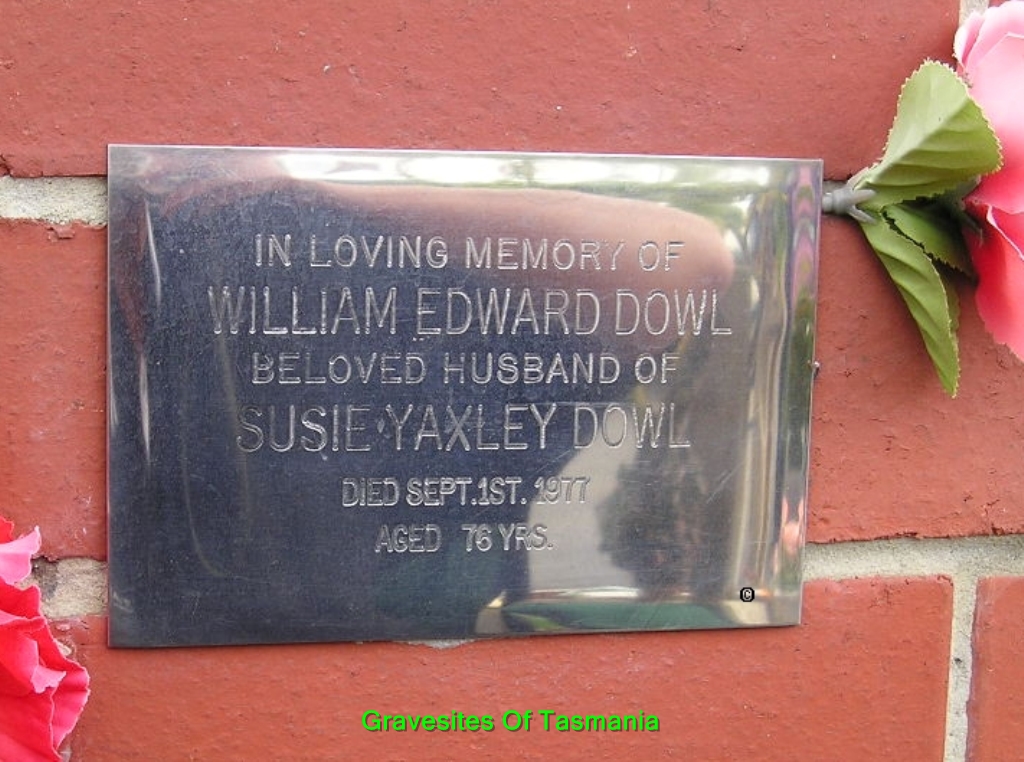 IN LOVING MEMORY OF
WILLIAM EDWARD DOWL
BELOVED HUSBAND OF
SUSIE·YAXLEY DOWL
DIED SEPT.1ST. 1977
AGED 76 YRS.
©
Gravesites Of Tasmania